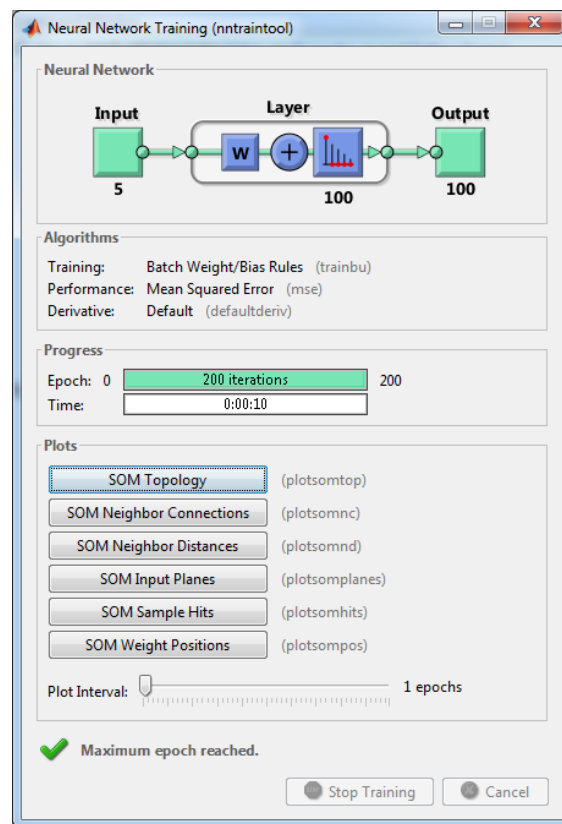 Neural Network Training (nntraintool)
Neural Network
Input
Layer
Output
W
+
5
100
100
Algorithms
Training: Batch Weight/Bias Rules (trainbu)
Performance: Mean Squared Error (mse)
Derivative: Default (defaultderiv)
Progress
Epoch: 0 200 iterations 200
Time: 0:00:10
Plots
SOM Topology (plotsomtop)
SOM Neighbor Connections (plotsomnc)
SOM Neighbor Distances (plotsomnd)
SOM Input Planes (plotsomplanes)
SOM Sample Hits (plotsomhits)
SOM Weight Positions (plotsompos)
Plot Interval: 1 epochs
Maximum epoch reached.
Stop Training Cancel